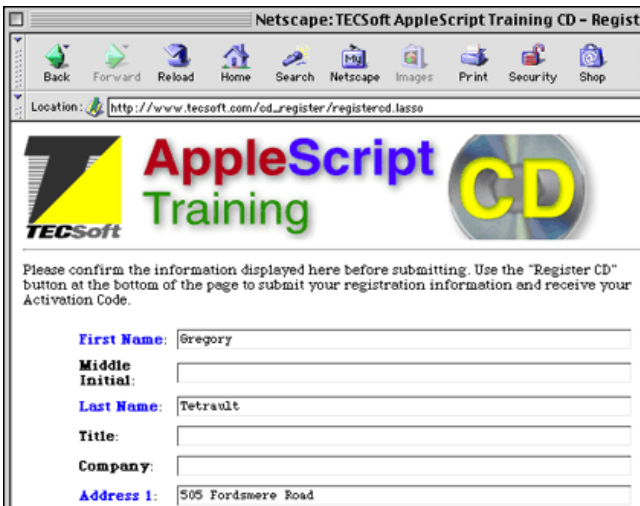 Netscape: TECSoft AppleScript Training CD – Regist
Back Forward Reload Home Search My Netscape Images Print Security Shop
Location: http://www.tecsoft.com/cd_register/registercd.lasso
AppleScript
Training
CD
TECSoft
Please confirm the information displayed here before submitting. Use the "Register CD"
button at the bottom of the page to submit your registration information and receive your
Activation Code.
First Name: Gregory
Middle
Initial:
Last Name: Tetrault
Title:
Company:
Address 1: 505 Fordsmere Road